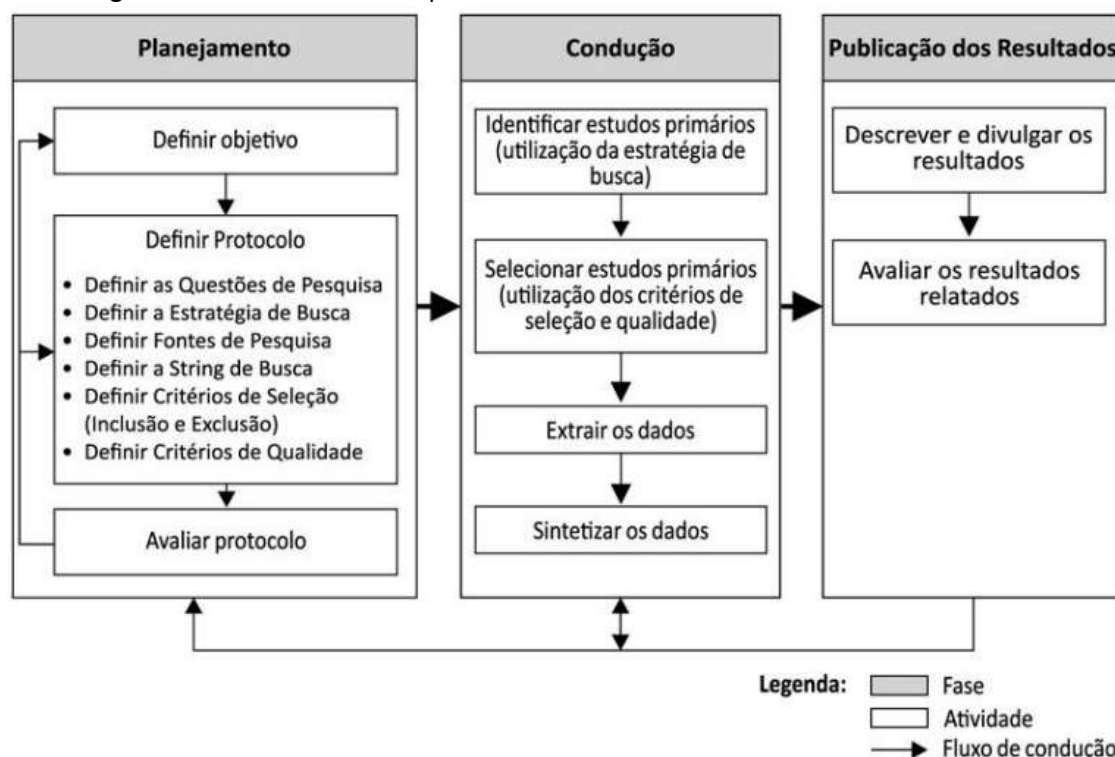 Planejamento
Definir objetivo
Definir Protocolo
• Definir as Questões de Pesquisa
• Definir a Estratégia de Busca
• Definir Fontes de Pesquisa
• Definir a String de Busca
• Definir Critérios de Seleção
(Inclusão e Exclusão)
• Definir Critérios de Qualidade
Avaliar protocolo
Condução
Identificar estudos primários
(utilização da estratégia de
busca)
Selecionar estudos primários
(utilização dos critérios de
seleção e qualidade)
Extrair os dados
Sintetizar os dados
Publicação dos Resultados
Descrever e divulgar os
resultados
Avaliar os resultados
relatados
Legenda:
Fase
Atividade
Fluxo de condução